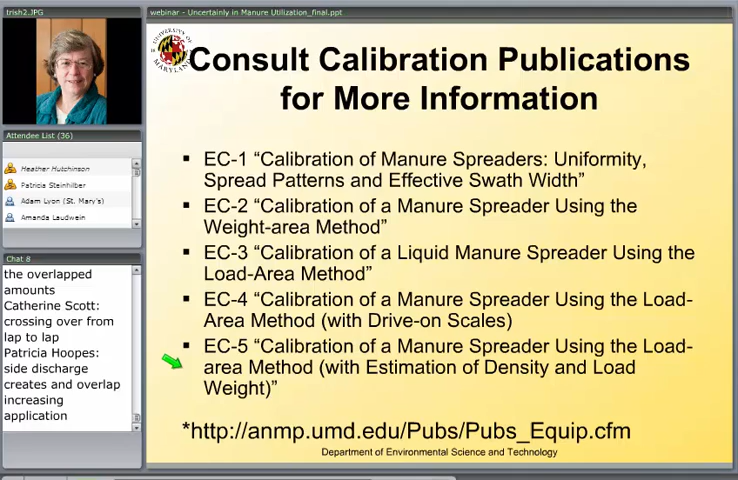 trish2.JPG
webinar - Uncertainly in Manure Utilization_final.ppt
Attendee List (36)
Heather Hutchinson
Patricia Steinhilber
Adam Lyon (St. Mary's)
Amanda Laudwein
Chat 8
the overlapped
amounts
Catherine Scott:
crossing over from
lap to lap
Patricia Hoopes:
side discharge
creates and overlap
increasing
application
UNIVERSITY OF
MARYLAND
Consult Calibration Publications
for More Information
▪ EC-1 “Calibration of Manure Spreaders: Uniformity,
Spread Patterns and Effective Swath Width”
▪ EC-2 “Calibration of a Manure Spreader Using the
Weight-area Method”
▪ EC-3 “Calibration of a Liquid Manure Spreader Using the
Load-Area Method”
▪ EC-4 “Calibration of a Manure Spreader Using the Load-
Area Method (with Drive-on Scales)
▪ EC-5 “Calibration of a Manure Spreader Using the Load-
area Method (with Estimation of Density and Load
Weight)”
*http://anmp.umd.edu/Pubs/Pubs_Equip.cfm
Department of Environmental Science and Technology